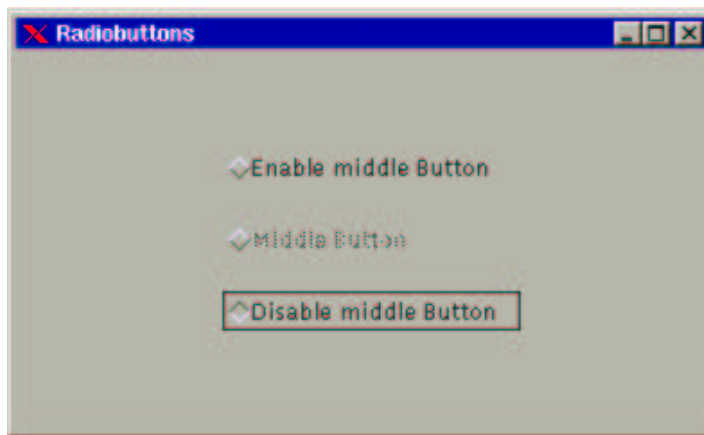 Radiobuttons
Enable middle Button
Middle Button
Disable middle Button